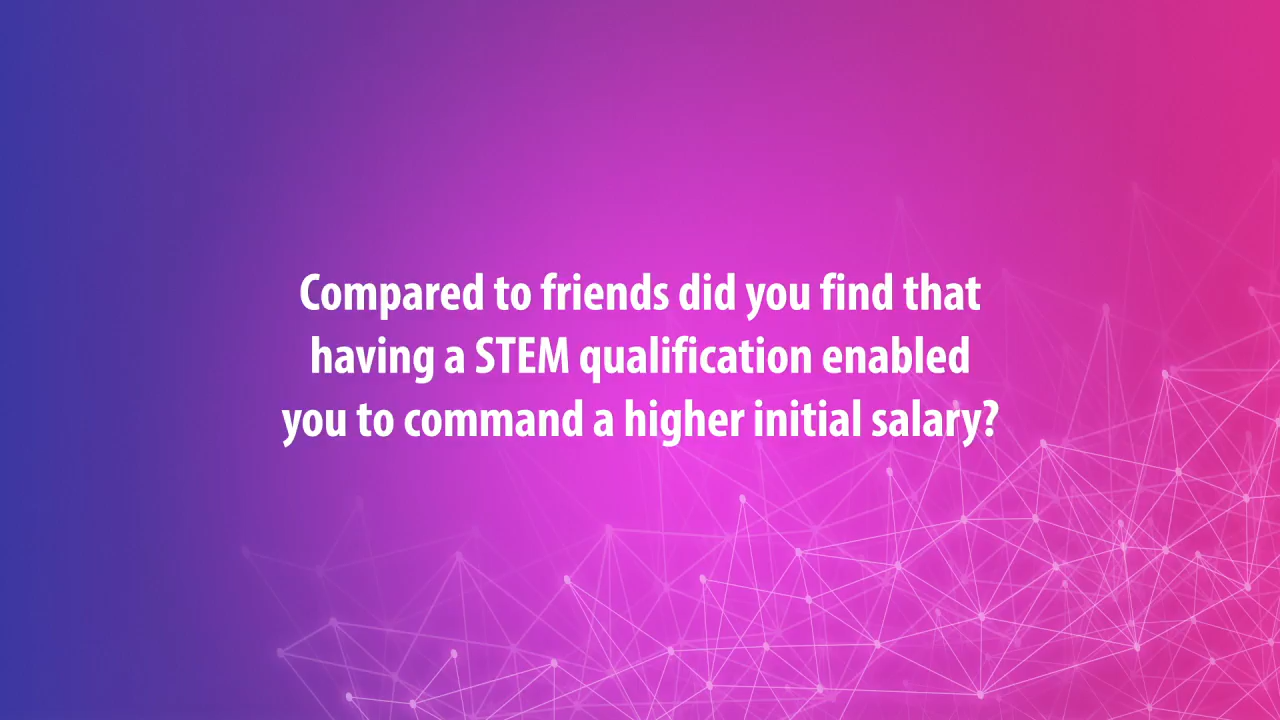 Compared to friends did you find that
having a STEM qualification enabled
you to command a higher initial salary?